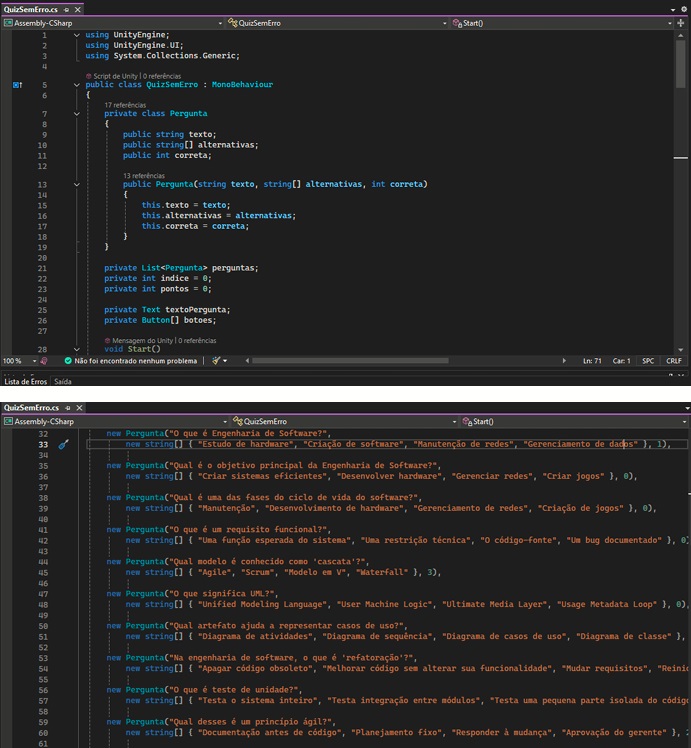 QuizSemErro.cs
Assembly-CSharp QuizSemErro Start()
1 using UnityEngine;
2 using UnityEngine.UI;
3 using System.Collections.Generic;
4
Script de Unity | 0 referências
5 public class QuizSemErro : MonoBehaviour
6 {
17 referências
7 private class Pergunta
8 {
9 public string texto;
10 public string[] alternativas;
11 public int correta;
12
13 referências
13 public Pergunta(string texto, string[] alternativas, int correta)
14 {
15 this.texto = texto;
16 this.alternativas = alternativas;
17 this.correta = correta;
18 }
19 }
20
21 private List<Pergunta> perguntas;
22 private int indice = 0;
23 private int pontos = 0;
24
25 private Text textoPergunta;
26 private Button[] botoes;
27
Mensagem do Unity | 0 referências
28 void Start()
100 % Não foi encontrado nenhum problema Ln: 71 Car: 1 SPC CRLF
Lista de Erros Saída
QuizSemErro.cs
Assembly-CSharp QuizSemErro Start()
32 new Pergunta("O que é Engenharia de Software?",
33 new string[] { "Estudo de hardware", "Criação de software", "Manutenção de redes", "Gerenciamento de dados" }, 1),
34
35 new Pergunta("Qual é o objetivo principal da Engenharia de Software?",
36 new string[] { "Criar sistemas eficientes", "Desenvolver hardware", "Gerenciar redes", "Criar jogos" }, 0),
37
38 new Pergunta("Qual é uma das fases do ciclo de vida do software?",
39 new string[] { "Manutenção", "Desenvolvimento de hardware", "Gerenciamento de redes", "Criação de jogos" }, 0),
40
41 new Pergunta("O que é um requisito funcional?",
42 new string[] { "Uma função esperada do sistema", "Uma restrição técnica", "O código-fonte", "Um bug documentado" }, 0
43
44 new Pergunta("Qual modelo é conhecido como 'cascata'?",
45 new string[] { "Agile", "Scrum", "Modelo em V", "Waterfall" }, 3),
46
47 new Pergunta("O que significa UML?",
48 new string[] { "Unified Modeling Language", "User Machine Logic", "Ultimate Media Layer", "Usage Metadata Loop" }, 0),
49
50 new Pergunta("Qual artefato ajuda a representar casos de uso?",
51 new string[] { "Diagrama de atividades", "Diagrama de sequência", "Diagrama de casos de uso", "Diagrama de classe" },
52
53 new Pergunta("Na engenharia de software, o que é 'refatoração'?",
54 new string[] { "Apagar código obsoleto", "Melhorar código sem alterar sua funcionalidade", "Mudar requisitos", "Reinic
55
56 new Pergunta("O que é teste de unidade?",
57 new string[] { "Testa o sistema inteiro", "Testa integração entre módulos", "Testa uma pequena parte isolada do código
58
59 new Pergunta("Qual desses é um princípio ágil?",
60 new string[] { "Documentação antes de código", "Planejamento fixo", "Responder à mudança", "Aprovação do gerente" }, 2
61